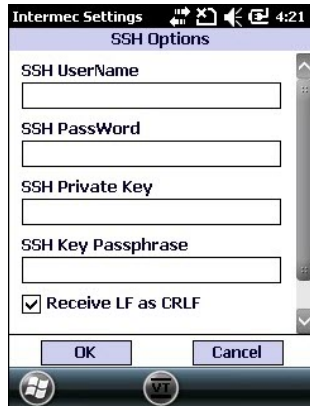 Intermec Settings 4:21
SSH Options
SSH UserName
SSH PassWord
SSH Private Key
SSH Key Passphrase
Receive LF as CRLF
OK Cancel
VT